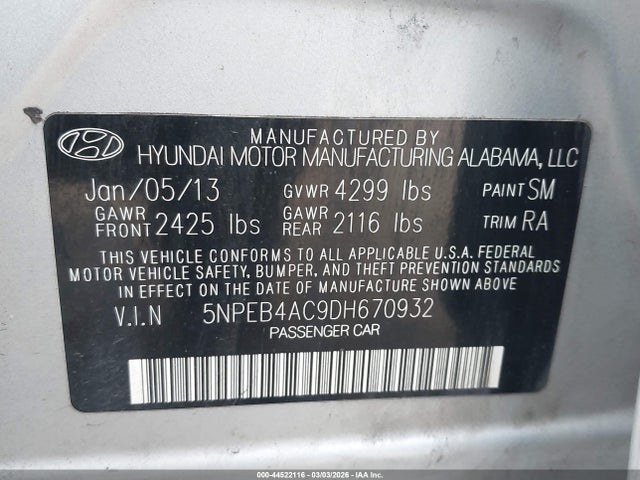 MANUFACTURED BY
HYUNDAI MOTOR MANUFACTURING ALABAMA, LLC
Jan/05/13 GVWR 4299 lbs PAINT SM
GAWR FRONT 2425 lbs GAWR REAR 2116 lbs TRIM RA
THIS VEHICLE CONFORMS TO ALL APPLICABLE U.S.A. FEDERAL
MOTOR VEHICLE SAFETY, BUMPER, AND THEFT PREVENTION
STANDARDS IN EFFECT ON THE DATE OF MANUFACTURE SHOWN ABOVE
V.I.N 5NPEB4AC9DH670932
PASSENGER CAR
000-44522116 - 03/03/2026 - IAAI Inc.